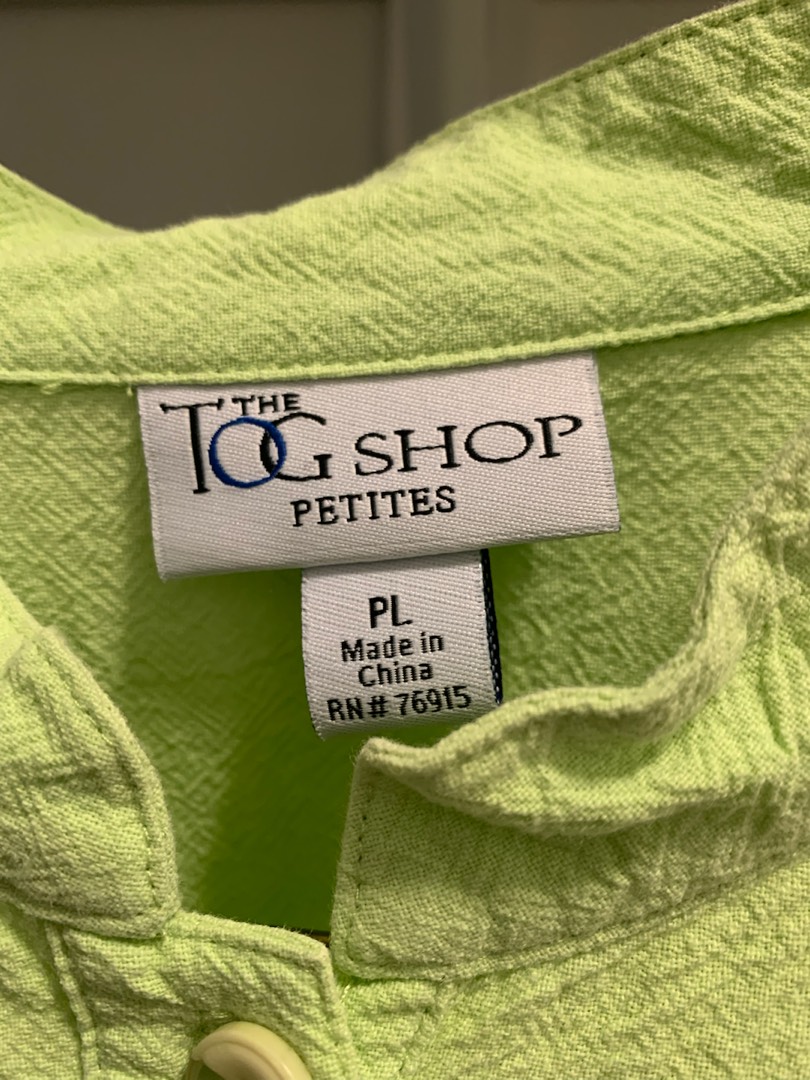 THE
TOG SHOP
PETITES
PL
Made in
China
RN# 76915